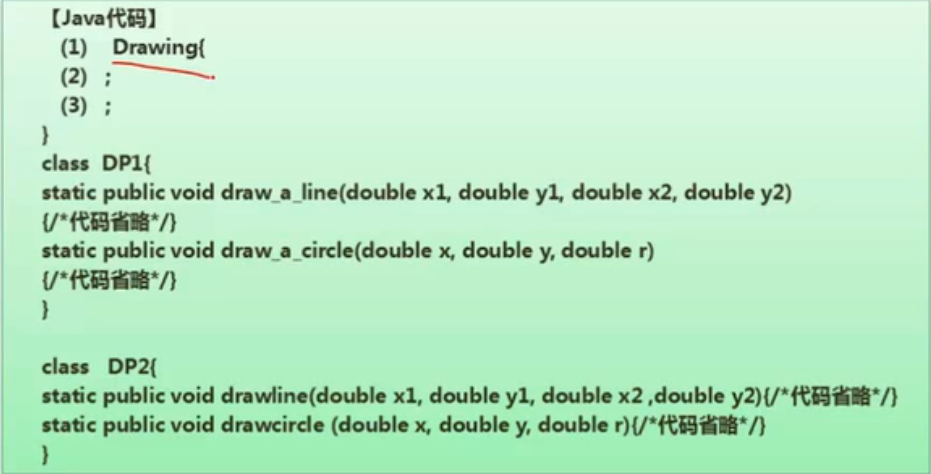 【Java代码】
(1) Drawing{
(2) ;
(3) ;
}
class DP1{
static public void draw_a_line(double x1, double y1, double x2, double y2)
{/*代码省略*/}
static public void draw_a_circle(double x, double y, double r)
{/*代码省略*/}
}
class DP2{
static public void drawline(double x1, double y1, double x2 ,double y2){/*代码省略*/}
static public void drawcircle (double x, double y, double r){/*代码省略*/}
}